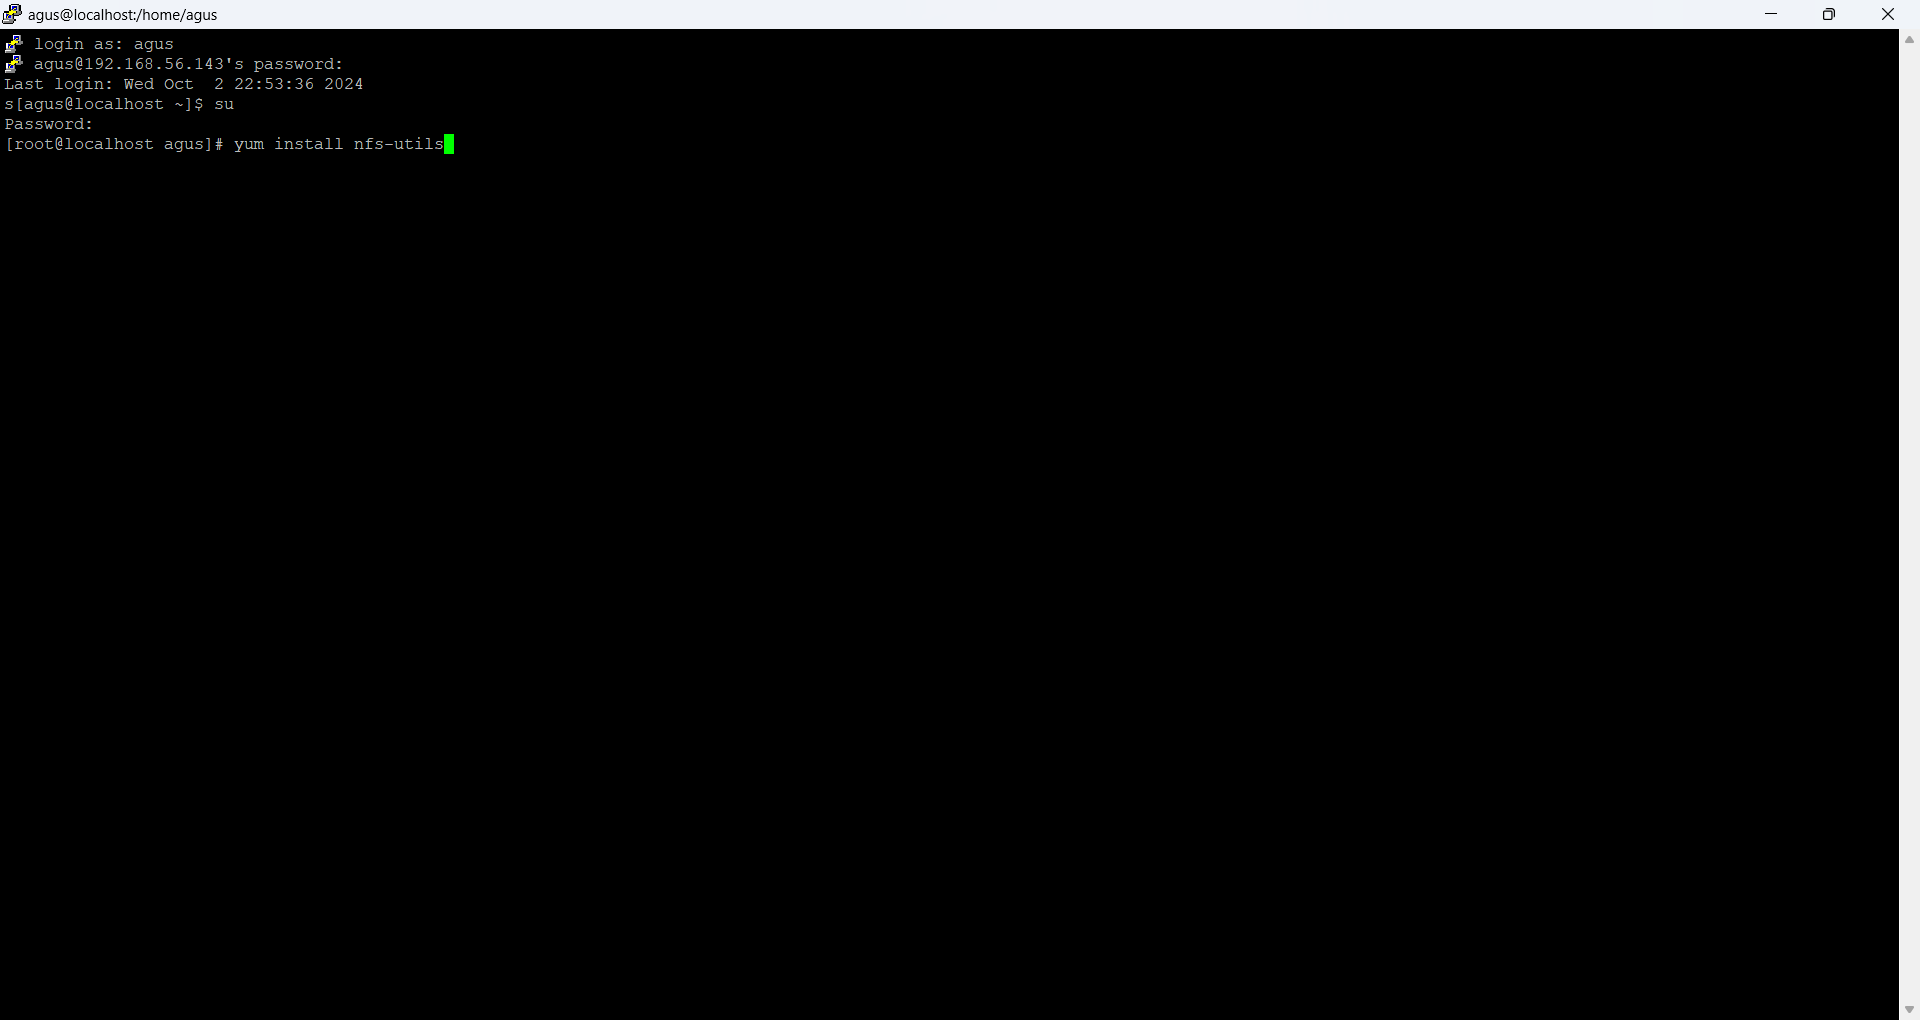 agus@localhost:/home/agus
login as: agus
agus@192.168.56.143's password:
Last login: Wed Oct  2 22:53:36 2024
s[agus@localhost ~]$ su
Password:
[root@localhost agus]# yum install nfs-utils